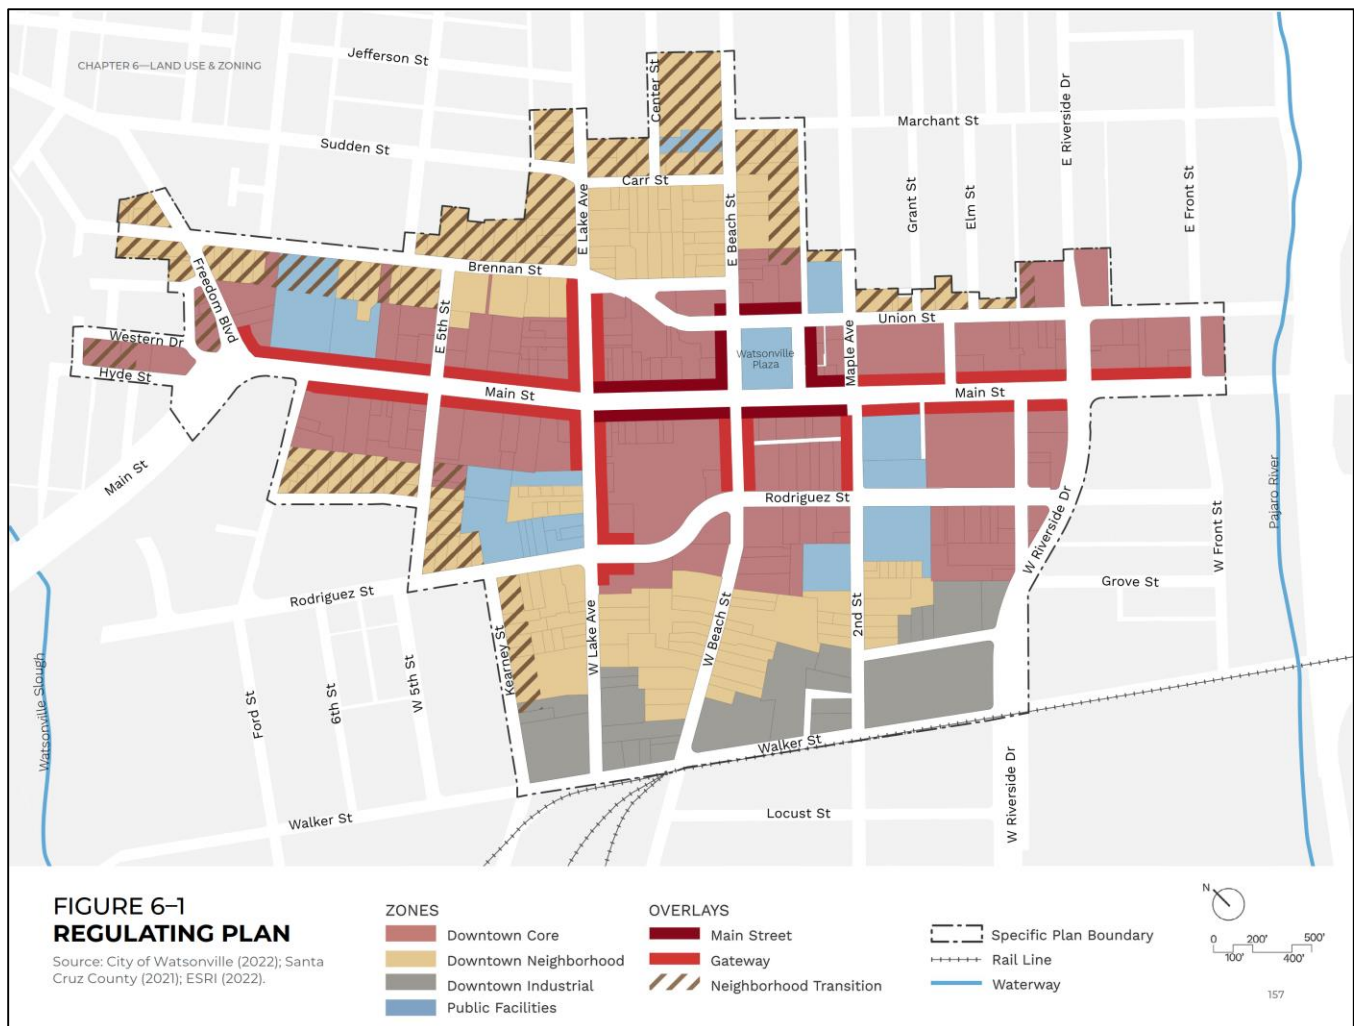 CHAPTER 6—LAND USE & ZONING
Jefferson St
Sudden St
Center St
Marchant St
E Riverside Dr
E Front St
Carr St
Grant St
Elm St
E Lake Ave
E Beach St
Brennan St
Freedom Blvd
Western Dr
Hyde St
E 5th St
Union St
Maple Ave
Watsonville
Plaza
Main St
Main St
Main St
Rodriguez St
W Riverside Dr
Pajaro River
W Front St
Grove St
Rodriguez St
Kearney St
W Lake Ave
W Beach St
2nd St
Watsonville Slough
Ford St
6th St
W 5th St
Walker St
W Riverside Dr
Walker St
Locust St
FIGURE 6–1
REGULATING PLAN
Source: City of Watsonville (2022); Santa
Cruz County (2021); ESRI (2022).
ZONES
Downtown Core
Downtown Neighborhood
Downtown Industrial
Public Facilities
OVERLAYS
Main Street
Gateway
Neighborhood Transition
Specific Plan Boundary
Rail Line
Waterway
N
0 200' 500'
100' 400'
157